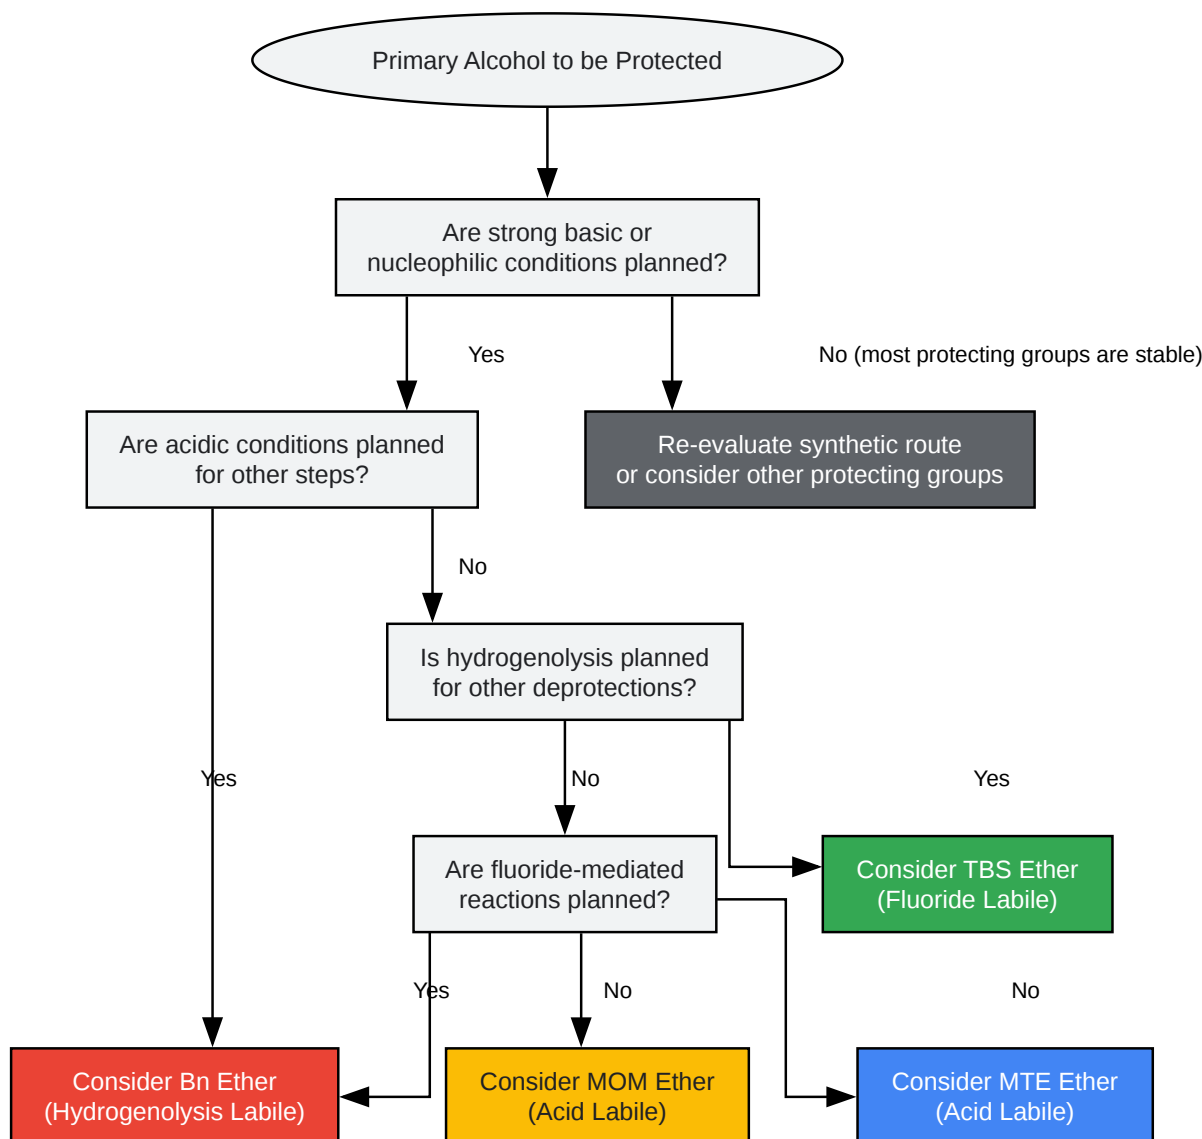 Primary Alcohol to be Protected
Are strong basic or
nucleophilic conditions planned?
Yes
No (most protecting groups are stable)
Are acidic conditions planned
for other steps?
Re-evaluate synthetic route
or consider other protecting groups
No
Is hydrogenolysis planned
for other deprotections?
Yes
No
Yes
Are fluoride-mediated
reactions planned?
Consider TBS Ether
(Fluoride Labile)
Yes
No
No
Consider Bn Ether
(Hydrogenolysis Labile)
Consider MOM Ether
(Acid Labile)
Consider MTE Ether
(Acid Labile)